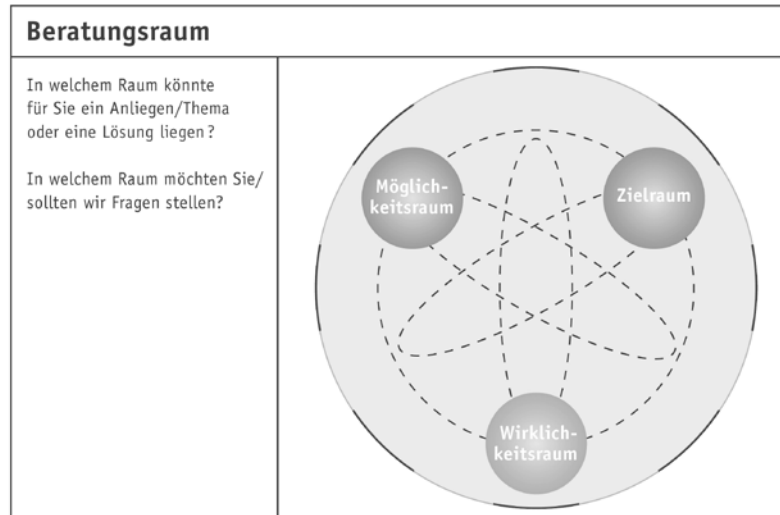 Beratungsraum
In welchem Raum könnte
für Sie ein Anliegen/Thema
oder eine Lösung liegen?
In welchem Raum möchten Sie/
sollten wir Fragen stellen?
Möglich-
keitsraum
Zielraum
Wirklich-
keitsraum